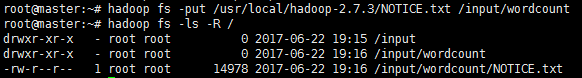 root@master:~# hadoop fs -put /usr/local/hadoop-2.7.3/NOTICE.txt /input/wordcount
root@master:~# hadoop fs -ls -R /
drwxr-xr-x   - root root          0 2017-06-22 19:15 /input
drwxr-xr-x   - root root          0 2017-06-22 19:16 /input/wordcount
-rw-r--r--   1 root root      14978 2017-06-22 19:16 /input/wordcount/NOTICE.txt